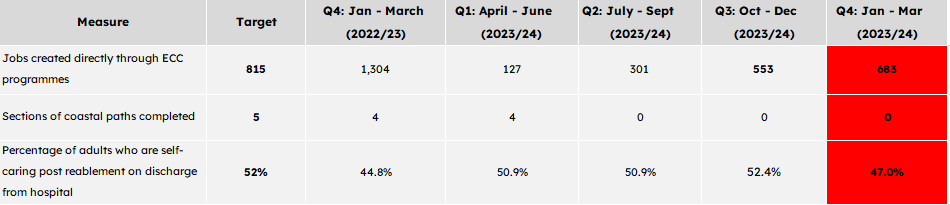 Measure Target Q4: Jan - March (2022/23) Q1: April - June (2023/24) Q2: July - Sept (2023/24) Q3: Oct - Dec (2023/24) Q4: Jan - Mar (2023/24)
Jobs created directly through ECC
programmes
815 1,304 127 301 553 683
Sections of coastal paths completed 5 4 4 0 0 0
Percentage of adults who are self-
caring post reablement on discharge
from hospital
52% 44.8% 50.9% 50.9% 52.4% 47.0%